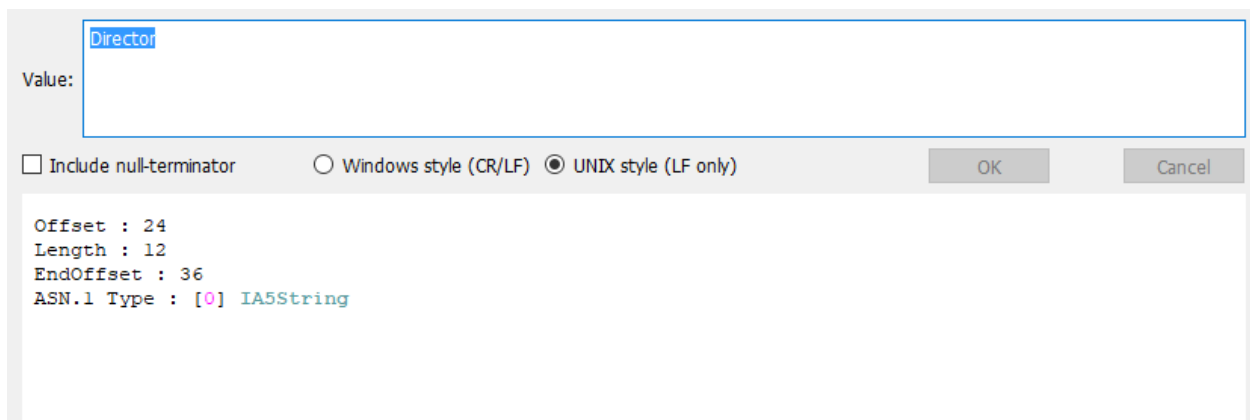 Director
Value:
Include null-terminator Windows style (CR/LF) UNIX style (LF only) OK Cancel
Offset : 24
Length : 12
EndOffset : 36
ASN.1 Type : [0] IA5String